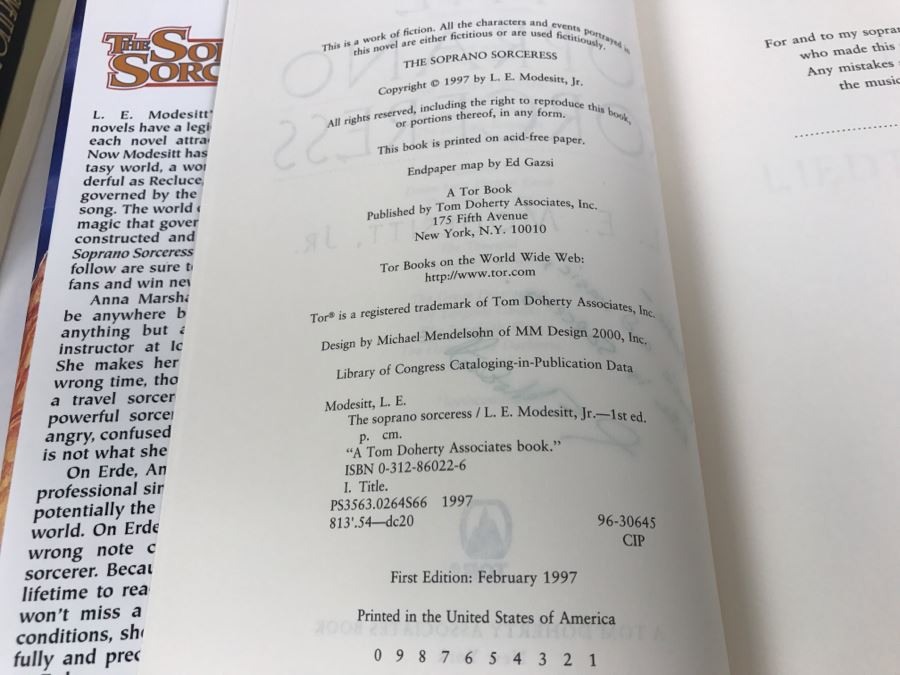 THE SO
SORC
L. E. Modesitt'
novels have a legi
each novel attra
Now Modesitt has
tasy world, a wo
derful as Recluce,
governed by the
song. The world
magic that gover
constructed and
Soprano Sorceress
follow are sure t
fans and win nev
Anna Marsha
be anywhere b
anything but a
instructor at Io
She makes her
wrong time, tho
a travel sorcer
powerful sorce
angry, confused
is not what she
On Erde, An
professional sin
potentially the
world. On Erde
wrong note c
sorcerer. Becau
lifetime to rea
won't miss a
conditions, sh
fully and prec
This is a work of fiction. All the characters and events portrayed in
this novel are either fictitious or are used fictitiously.
THE SOPRANO SORCERESS
Copyright © 1997 by L. E. Modesitt, Jr.
All rights reserved, including the right to reproduce this book,
or portions thereof, in any form.
This book is printed on acid-free paper.
Endpaper map by Ed Gazsi
A Tor Book
Published by Tom Doherty Associates, Inc.
175 Fifth Avenue
New York, N.Y. 10010
Tor Books on the World Wide Web:
http://www.tor.com
Tor® is a registered trademark of Tom Doherty Associates, Inc.
Design by Michael Mendelsohn of MM Design 2000, Inc.
Library of Congress Cataloging-in-Publication Data
Modesitt, L. E.
The soprano sorceress / L. E. Modesitt, Jr.—1st ed.
p. cm.
"A Tom Doherty Associates book."
ISBN 0-312-86022-6
I. Title.
PS3563.0264S66 1997
813'.54—dc20 96-30645
CIP
First Edition: February 1997
Printed in the United States of America
0 9 8 7 6 5 4 3 2 1
For and to my sopra
who made this
Any mistakes
the music